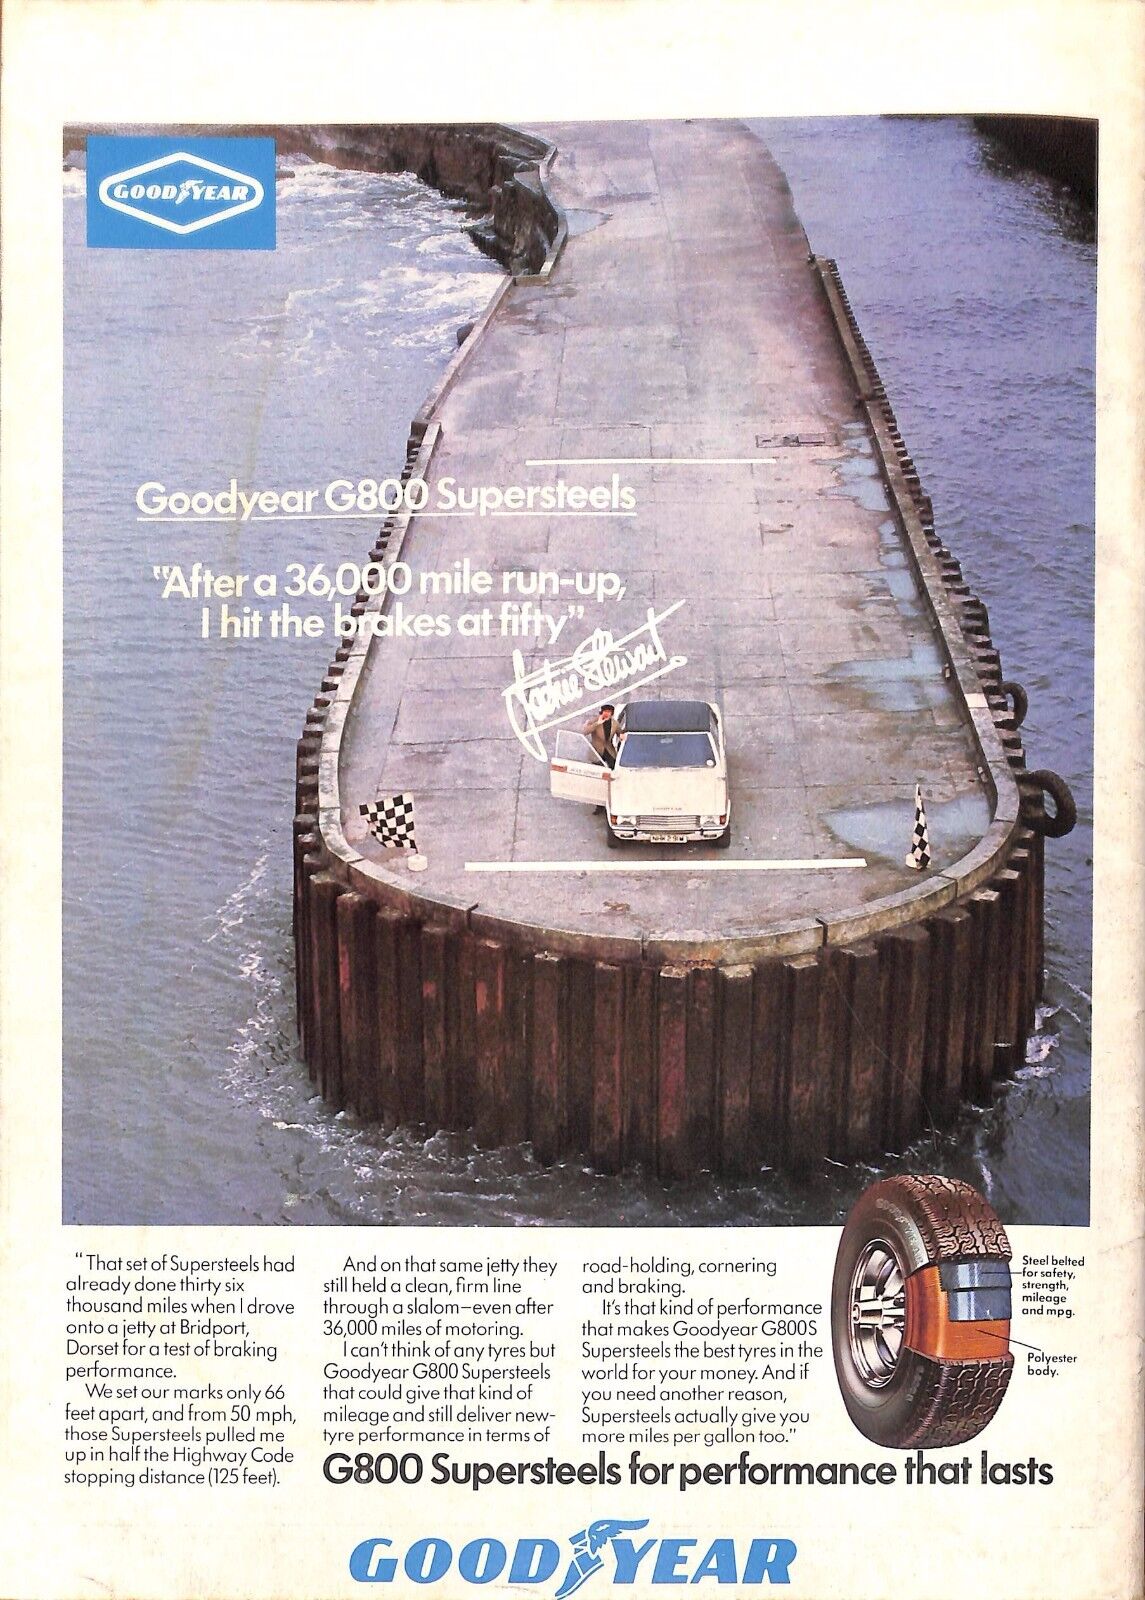 GOODYEAR
Goodyear G800 Supersteels
"After a 36,000 mile run-up,
I hit the brakes at fifty"
Jackie Stewart
"That set of Supersteels had
already done thirty six
thousand miles when I drove
onto a jetty at Bridport,
Dorset for a test of braking
performance.
We set our marks only 66
feet apart, and from 50 mph,
those Supersteels pulled me
up in half the Highway Code
stopping distance (125 feet).
And on that same jetty they
still held a clean, firm line
through a slalom—even after
36,000 miles of motoring.
I can't think of any tyres but
Goodyear G800 Supersteels
that could give that kind of
mileage and still deliver new-
tyre performance in terms of
road-holding, cornering
and braking.
It's that kind of performance
that makes Goodyear G800S
Supersteels the best tyres in the
world for your money. And if
you need another reason,
Supersteels actually give you
more miles per gallon too."
GOODYEAR
Steel belted
for safety,
strength,
mileage
and mpg.
Polyester
body.
G800 Supersteels for performance that lasts
GOODYEAR